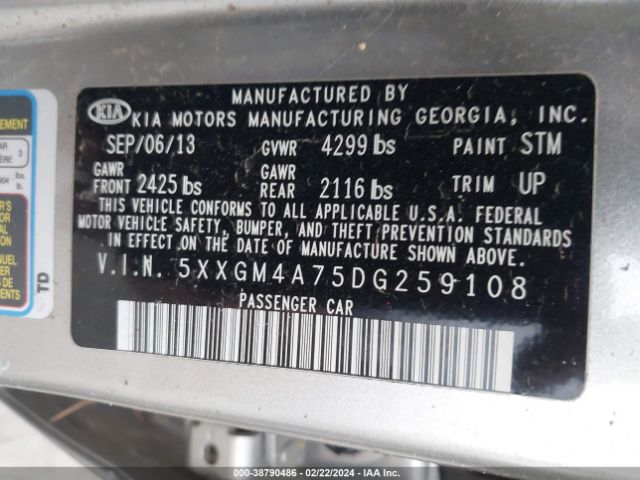 MANUFACTURED BY
KIA KIA MOTORS MANUFACTURING GEORGIA, INC.
SEP/06/13 GVWR 4299 lbs PAINT STM
GAWR FRONT 2425 lbs GAWR REAR 2116 lbs TRIM UP
THIS VEHICLE CONFORMS TO ALL APPLICABLE U.S.A. FEDERAL
MOTOR VEHICLE SAFETY, BUMPER, AND THEFT PREVENTION STANDARDS
IN EFFECT ON THE DATE OF MANUFACTURE SHOWN ABOVE.
V.I.N. 5XXGM4A75DG259108
PASSENGER CAR
TD
000-38790486 - 02/22/2024 - IAA Inc.